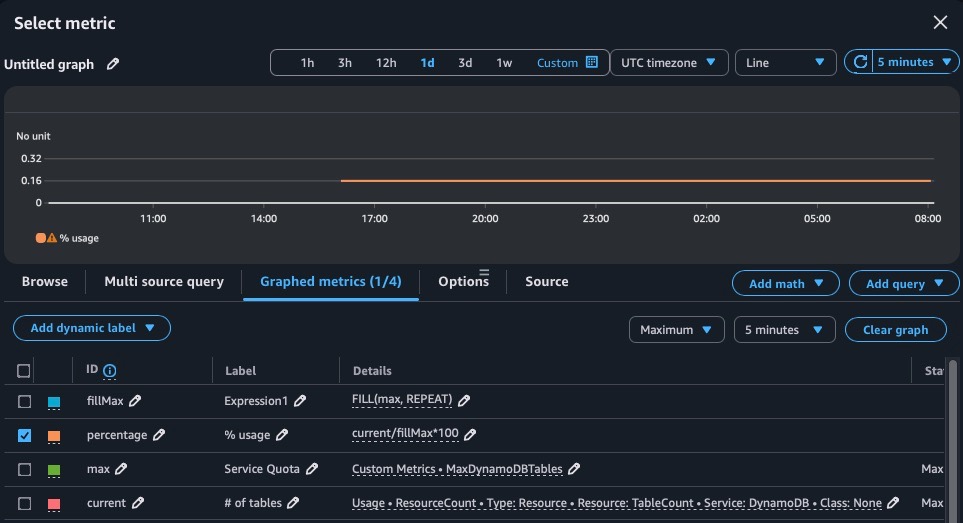 Select metric
Untitled graph 1h 3h 12h 1d 3d 1w Custom UTC timezone Line 5 minutes
No unit
0.32
0.16
0
11:00 14:00 17:00 20:00 23:00 02:00 05:00 08:00
% usage
Browse Multi source query Graphed metrics (1/4) Options Source Add math Add query
Add dynamic label Maximum 5 minutes Clear graph
ID Label Details Sta
fillMax Expression1 FILL(max, REPEAT)
percentage % usage current/fillMax*100
max Service Quota Custom Metrics • MaxDynamoDBTables Max
current # of tables Usage • ResourceCount • Type: Resource • Resource: TableCount • Service: DynamoDB • Class: None Max